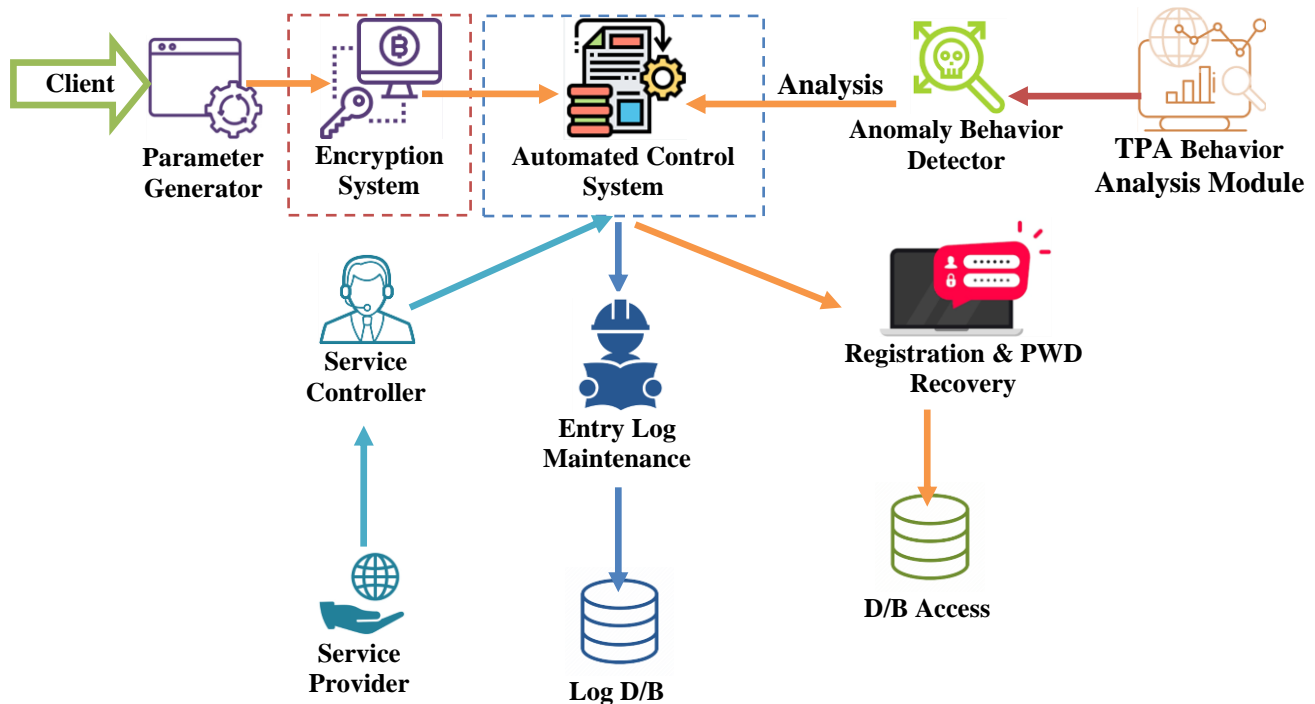 Client
Parameter
Generator
Encryption
System
Automated Control
System
Analysis
Anomaly Behavior
Detector
TPA Behavior
Analysis Module
Service
Controller
Entry Log
Maintenance
Registration & PWD
Recovery
Service
Provider
Log D/B
D/B Access